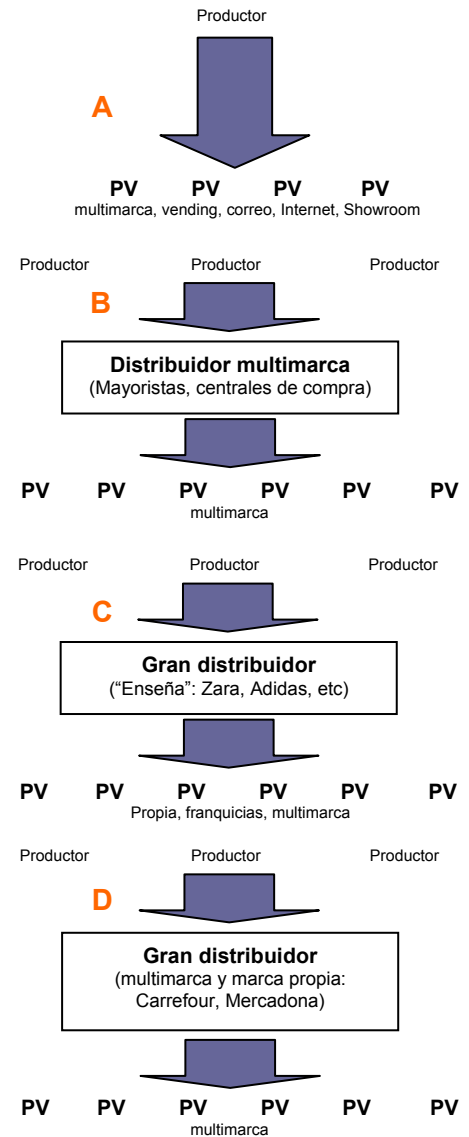 Productor
A
PV PV PV PV
multimarca, vending, correo, Internet, Showroom
Productor Productor Productor
B
Distribuidor multimarca
(Mayoristas, centrales de compra)
PV PV PV PV PV PV
multimarca
Productor Productor Productor
C
Gran distribuidor
(“Enseña”: Zara, Adidas, etc)
PV PV PV PV PV PV
Propia, franquicias, multimarca
Productor Productor Productor
D
Gran distribuidor
(multimarca y marca propia:
Carrefour, Mercadona)
PV PV PV PV PV PV
multimarca